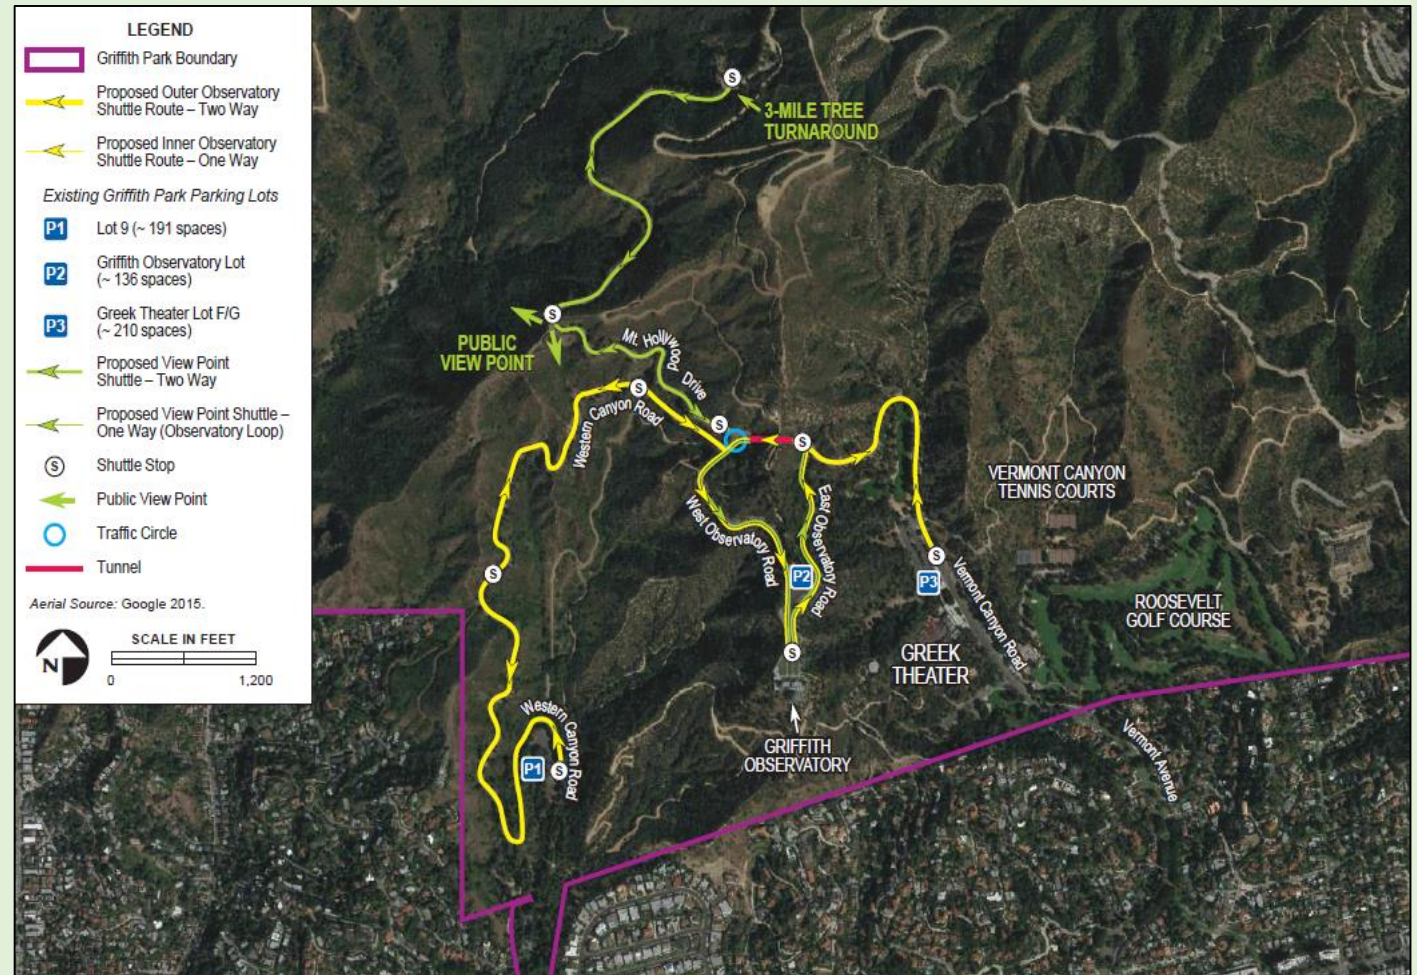 LEGEND
Griffith Park Boundary
Proposed Outer Observatory
Shuttle Route – Two Way
Proposed Inner Observatory
Shuttle Route – One Way
Existing Griffith Park Parking Lots
P1
Lot 9 (~ 191 spaces)
P2
Griffith Observatory Lot
(~ 136 spaces)
P3
Greek Theater Lot F/G
(~ 210 spaces)
Proposed View Point
Shuttle – Two Way
Proposed View Point Shuttle –
One Way (Observatory Loop)
S
Shuttle Stop
Public View Point
Traffic Circle
Tunnel
Aerial Source: Google 2015.
N
SCALE IN FEET
0 1,200
S
3-MILE TREE
TURNAROUND
S
PUBLIC
VIEW POINT
Mt. Hollywood
Drive
S
Western Canyon Road
S
S
VERMONT CANYON
TENNIS COURTS
West Observatory Road
East Observatory Road
S
P2
S
P3
Vermont Canyon Road
ROOSEVELT
GOLF COURSE
S
GREEK
THEATER
Western Canyon Road
P1
S
GRIFFITH
OBSERVATORY
Vermont Avenue